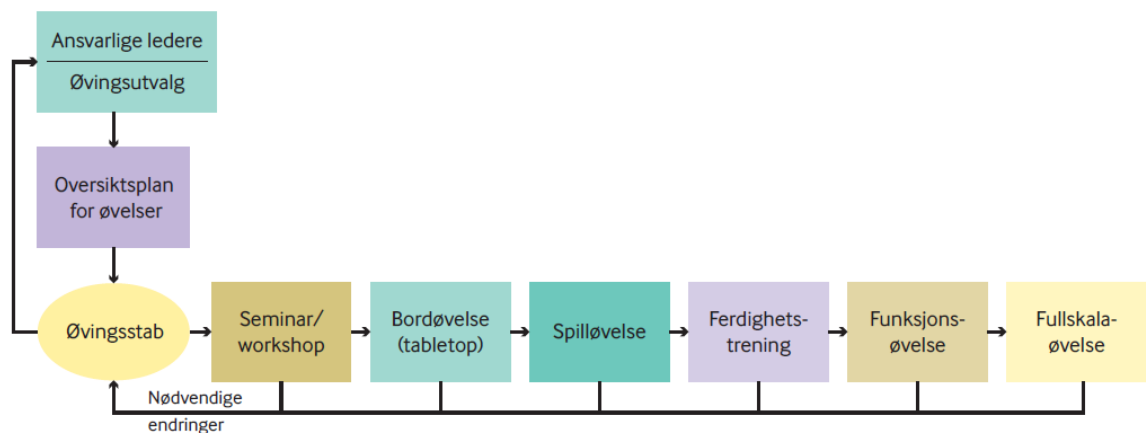 Ansvarlige ledere
Øvingsutvalg
Oversiktsplan
for øvelser
Øvingsstab
Seminar/
workshop
Bordøvelse
(tabletop)
Spilløvelse
Ferdighets-
trening
Funksjons-
øvelse
Fullskala-
øvelse
Nødvendige
endringer